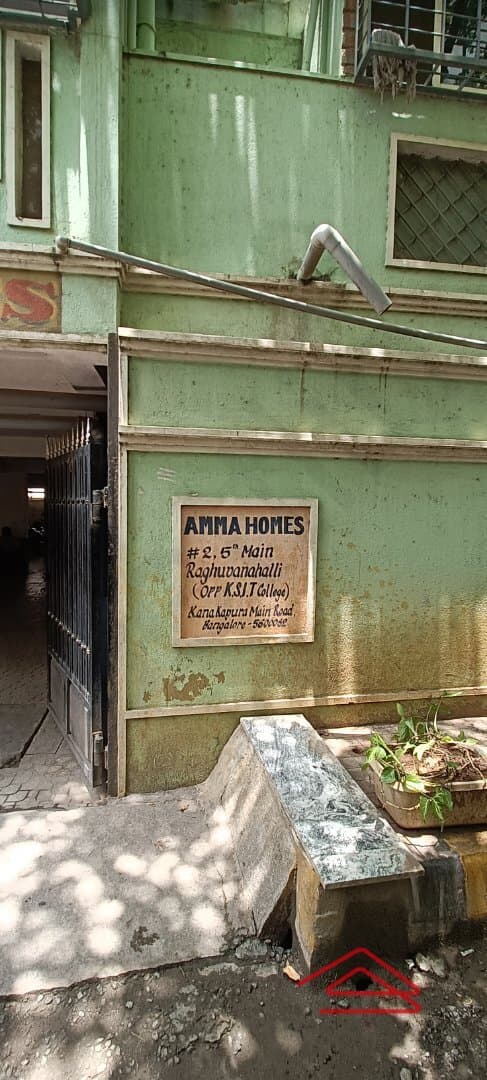 S
AMMA HOMES
# 2, 5th Main
Raghuvanahalli
(OPP K.S.I.T College)
Kanakapura Main Road,
Bangalore - 560062